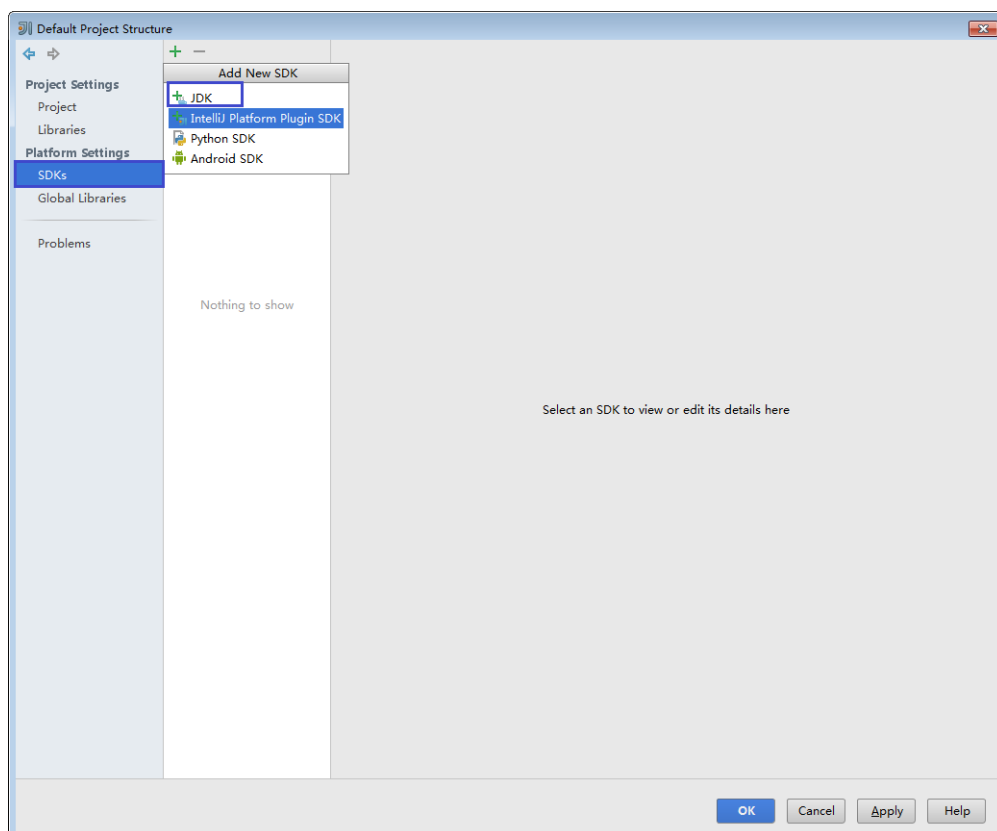 Default Project Structure
Project Settings
Project
Libraries
Platform Settings
SDKs
Global Libraries
Problems
Add New SDK
JDK
IntelliJ Platform Plugin SDK
Python SDK
Android SDK
Nothing to show
Select an SDK to view or edit its details here
OK Cancel Apply Help